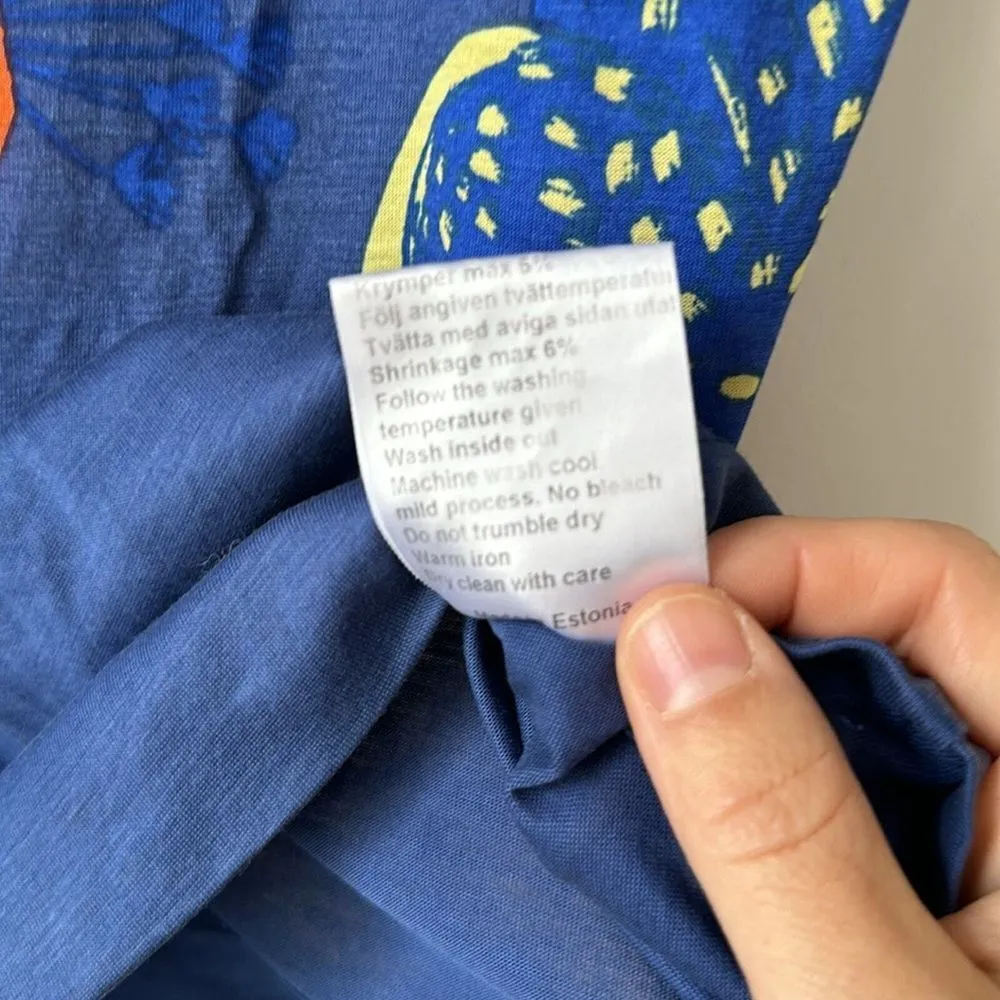 Krymper max 6%
Följ angiven tvättemperatur
Tvätta med aviga sidan utåt
Shrinkage max 6%
Follow the washing
temperature given
Wash inside out
Machine wash cool
mild process. No bleach
Do not trumble dry
Warm iron
Dry clean with care
Estonia